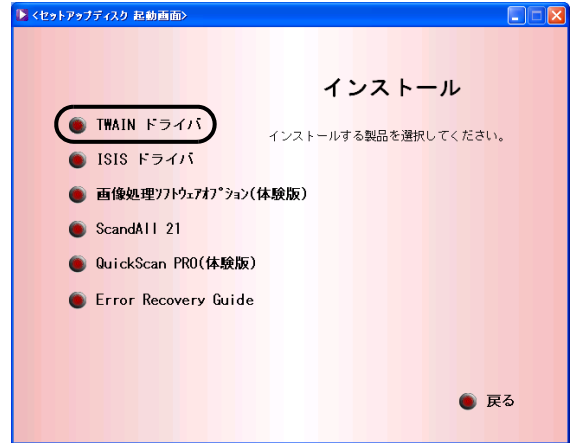 <セットアップディスク 起動画面>
インストール
インストールする製品を選択してください。
TWAIN ドライバ
ISIS ドライバ
画像処理ソフトウェアオプション(体験版)
ScandAll 21
QuickScan PRO(体験版)
Error Recovery Guide
戻る